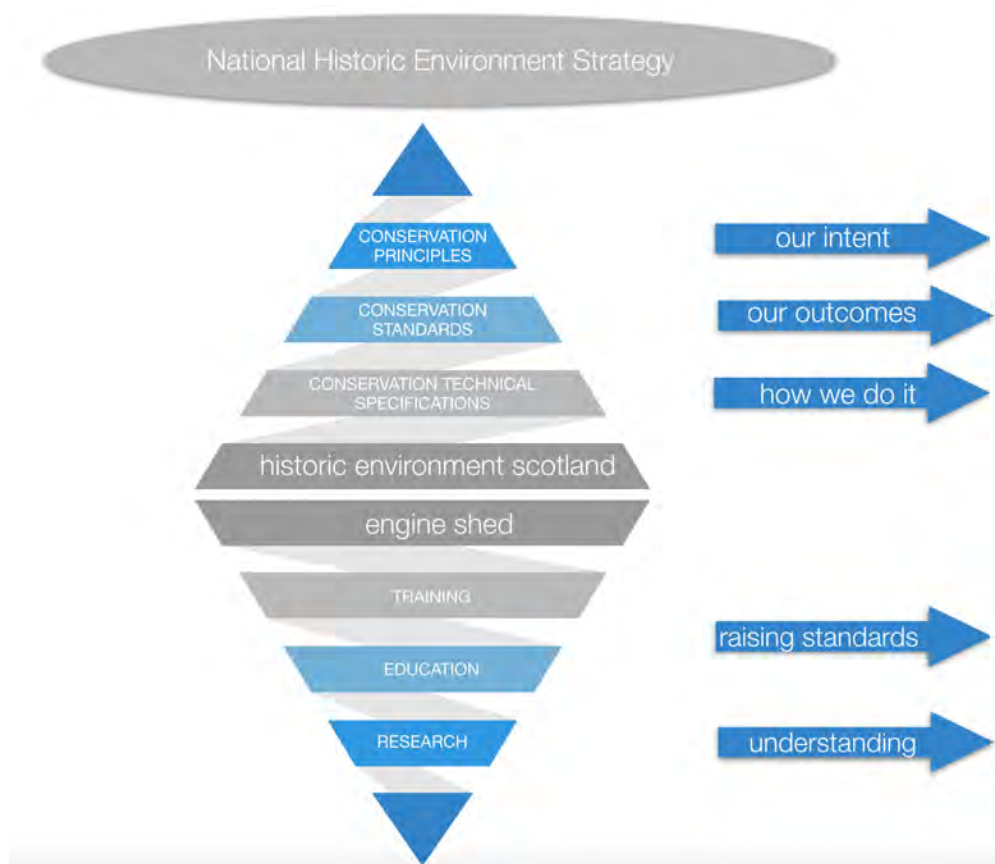 National Historic Environment Strategy
CONSERVATION
PRINCIPLES
our intent
CONSERVATION
STANDARDS
our outcomes
CONSERVATION TECHNICAL
SPECIFICATIONS
how we do it
historic environment scotland
engine shed
TRAINING
raising standards
EDUCATION
RESEARCH
understanding